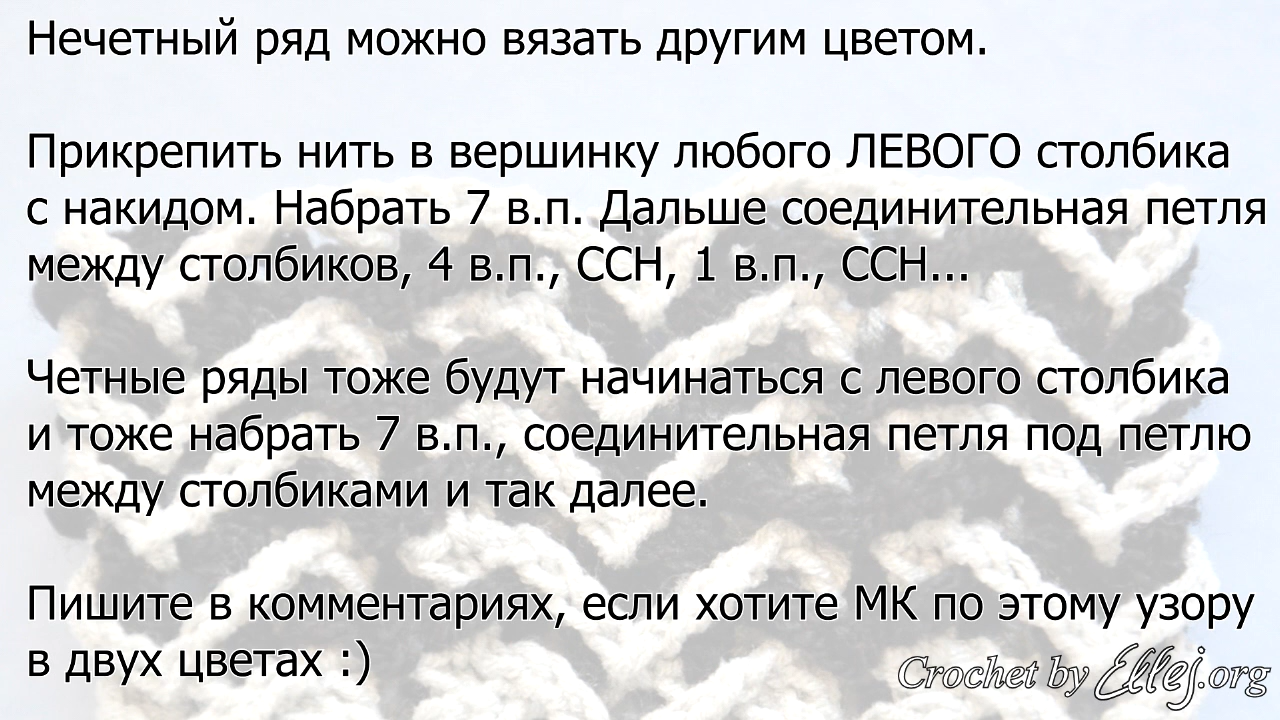 Нечетный ряд можно вязать другим цветом.
Прикрепить нить в вершинку любого ЛЕВОГО столбика
с накидом. Набрать 7 в.п. Дальше соединительная петля
между столбиков, 4 в.п., ССН, 1 в.п., ССН...
Четные ряды тоже будут начинаться с левого столбика
и тоже набрать 7 в.п., соединительная петля под петлю
между столбиками и так далее.
Пишите в комментариях, если хотите МК по этому узору
в двух цветах :)
Crochet by Ellej.org